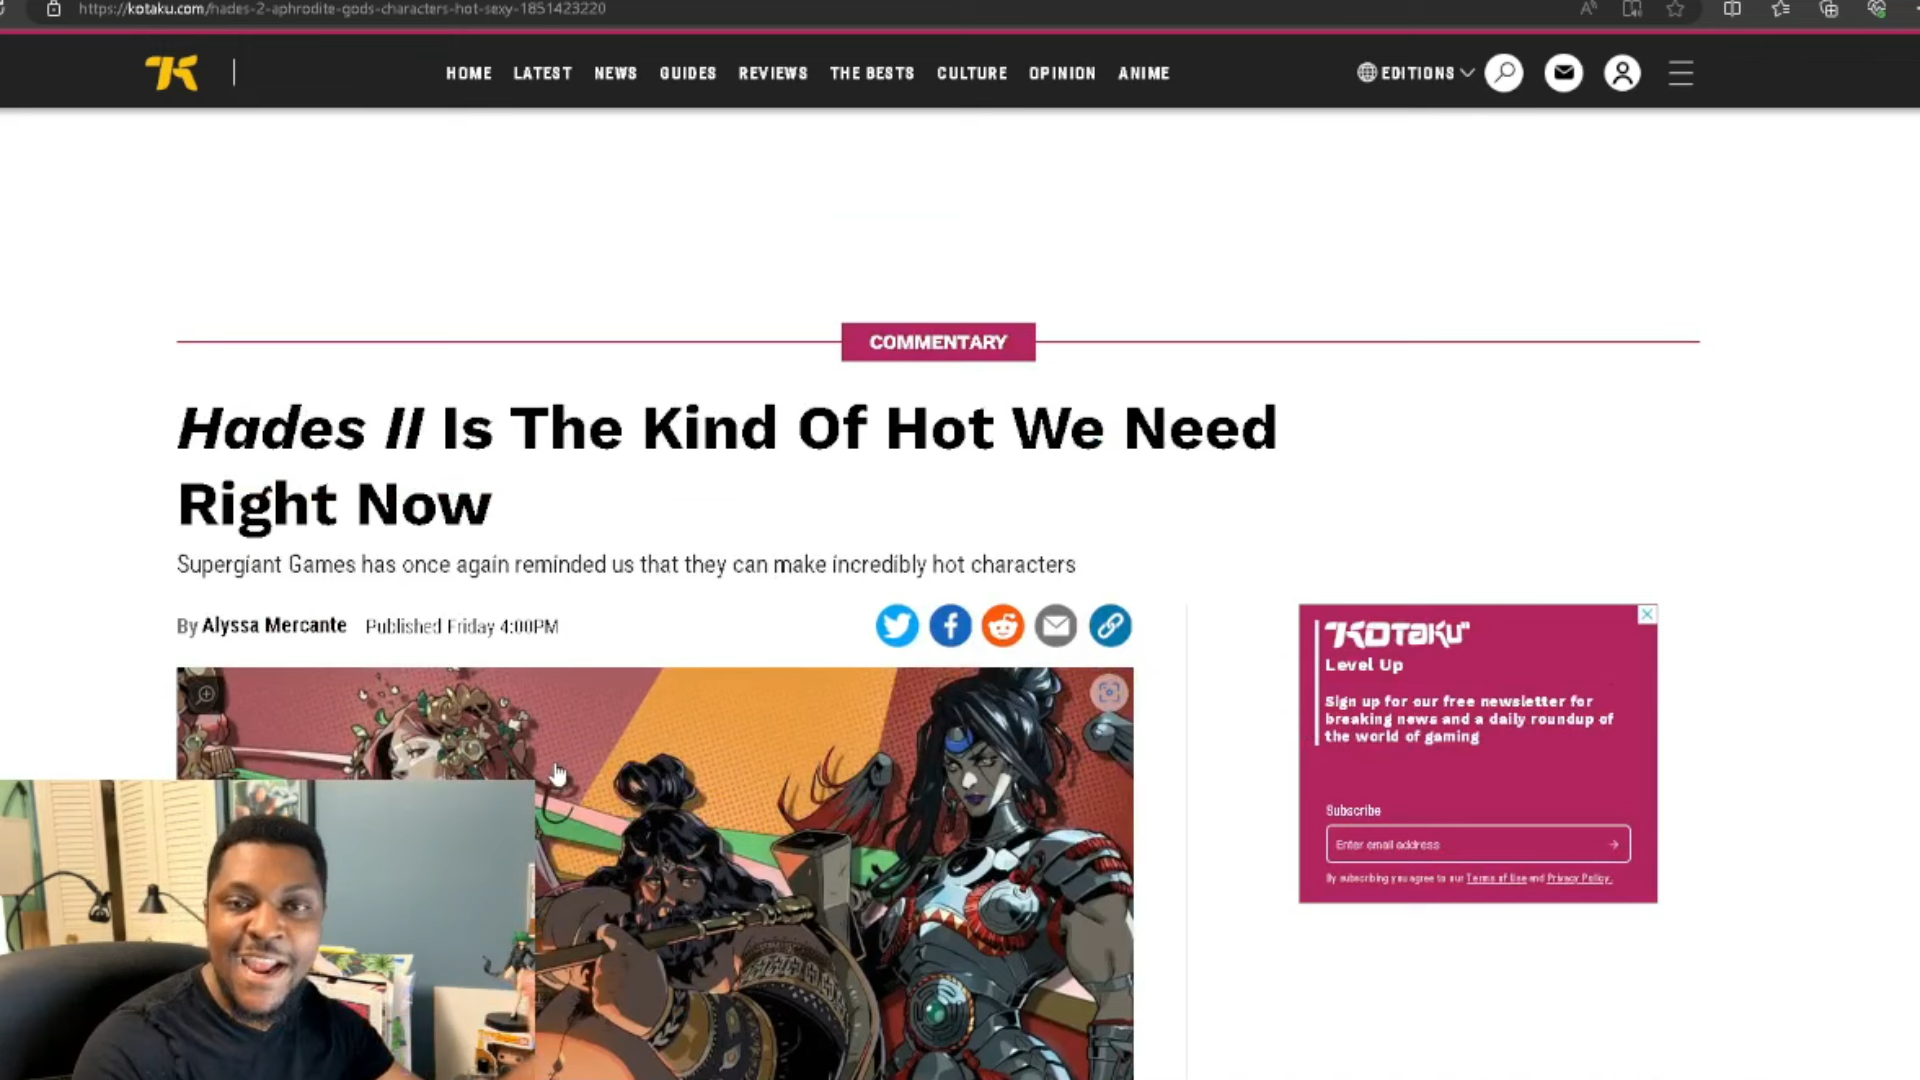 https://kotaku.com/hades-2-aphrodite-gods-characters-hot-sexy-1851423220
HOME LATEST NEWS GUIDES REVIEWS THE BESTS CULTURE OPINION ANIME
EDITIONS
COMMENTARY
Hades II Is The Kind Of Hot We Need
Right Now
Supergiant Games has once again reminded us that they can make incredibly hot characters
By Alyssa Mercante Published Friday 4:00PM
KOTAKU
Level Up
Sign up for our free newsletter for
breaking news and a daily roundup of
the world of gaming
Subscribe
Enter email address
By subscribing you agree to our Terms of Use and Privacy Policy.